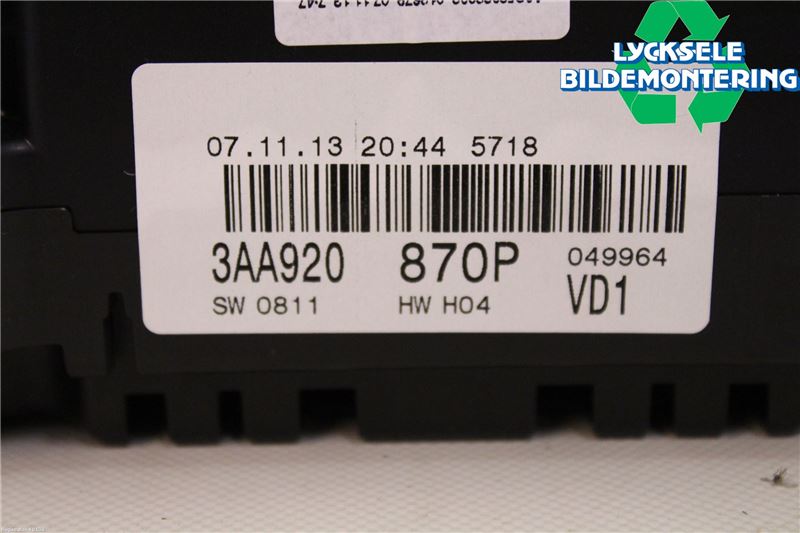 LYCKSELE
BILDEMONTERING
07.11.13 20:44 5718
3AA920 870P 049964
SW 0811 HW H04 VD1